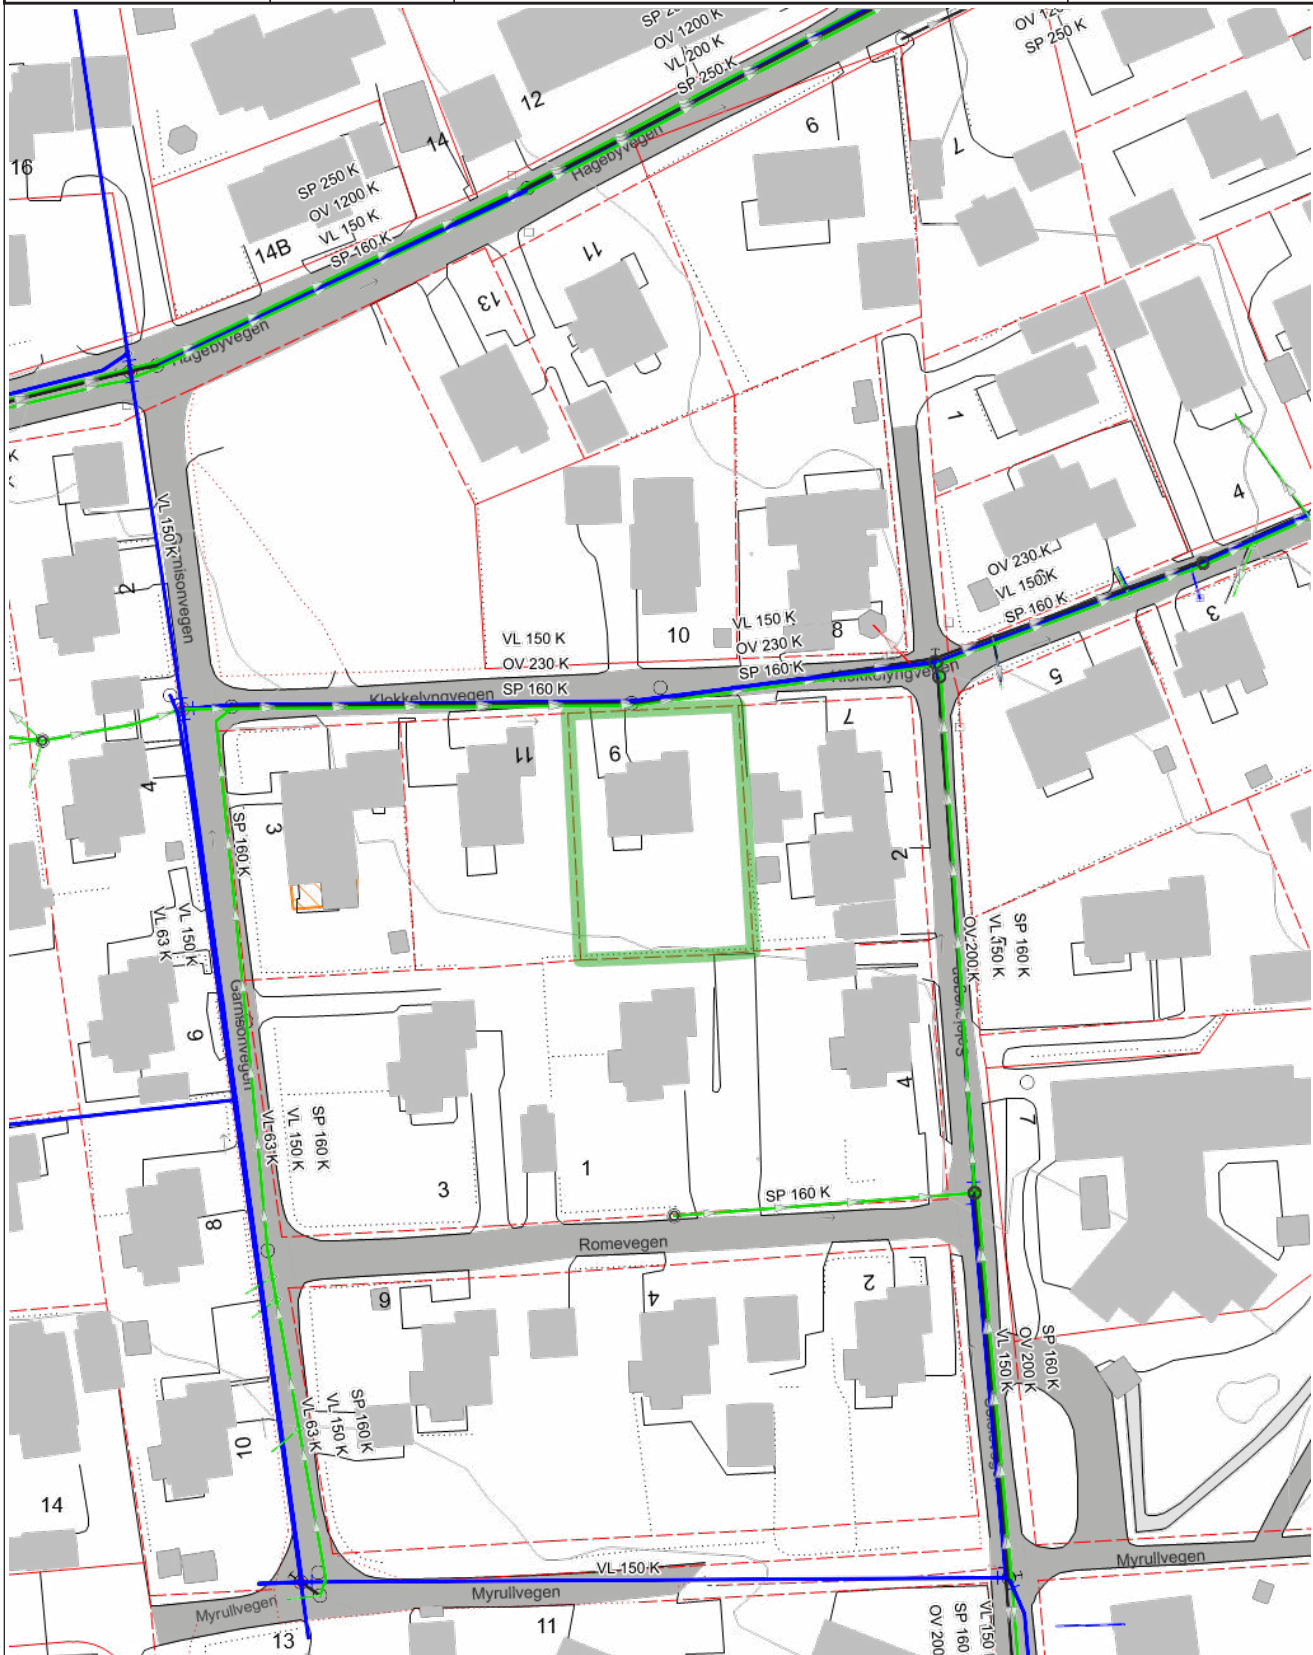 SP 2
OV 1200 K
VL 200 K
SP 250 K
OV 120
SP 250 K
12
14
16
9
7
Hagebyvegen
SP 250 K
OV 1200 K
VL 150 K
SP 160 K
14B
11
13
Hagebyvegen
1
4
K
K
VL 150 K
misonvegen
2
OV 230 K
VL 150 K
SP 160 K
3
5
VL 150 K
OV 230 K
SP 160 K
10
VL 150 K
OV 230 K
SP 160 K
8
Klokkelyngvegen
Klokkelyngvegen
7
11
9
4
3
SP 160 K
2
VL 150 K
VL 63 K
SP 160 K
VL 150 K
OV 200 K
Garnisonvegen
6
4
7
SP 160 K
VL 150 K
VL 63 K
1
3
SP 160 K
8
Romevegen
6
4
2
SP 160 K
OV 200 K
VL 150 K
SP 160 K
VL 150 K
VL 63 K
10
14
VL 150 K
Myrullvegen
Myrullvegen
Myrullvegen
11
13
VL 150
SP 160
OV 200